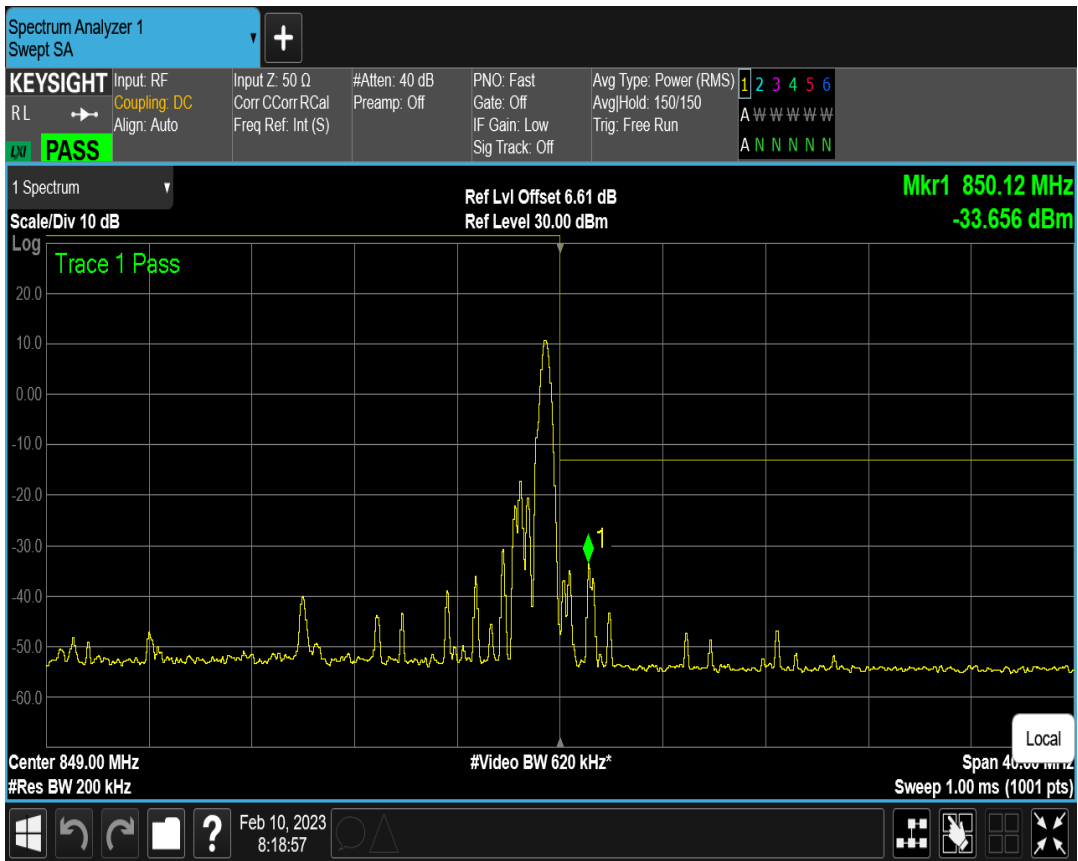 Spectrum Analyzer 1
Swept SA
+
KEYSIGHT
RL
LXI PASS
Input: RF
Coupling: DC
Align: Auto
Input Z: 50 Ω
Corr CCorr RCal
Freq Ref: Int (S)
#Atten: 40 dB
Preamp: Off
PNO: Fast
Gate: Off
IF Gain: Low
Sig Track: Off
Avg Type: Power (RMS)
Avg|Hold: 150/150
Trig: Free Run
1 2 3 4 5 6
A W W W W W
A N N N N N
1 Spectrum
Ref Lvl Offset 6.61 dB
Mkr1 850.12 MHz
Scale/Div 10 dB
Ref Level 30.00 dBm
-33.656 dBm
Log
Trace 1 Pass
20.0
10.0
0.00
-10.0
-20.0
-30.0
1
-40.0
-50.0
-60.0
Local
Center 849.00 MHz
#Video BW 620 kHz*
Span 40.00 MHz
#Res BW 200 kHz
Sweep 1.00 ms (1001 pts)
?
Feb 10, 2023
8:18:57